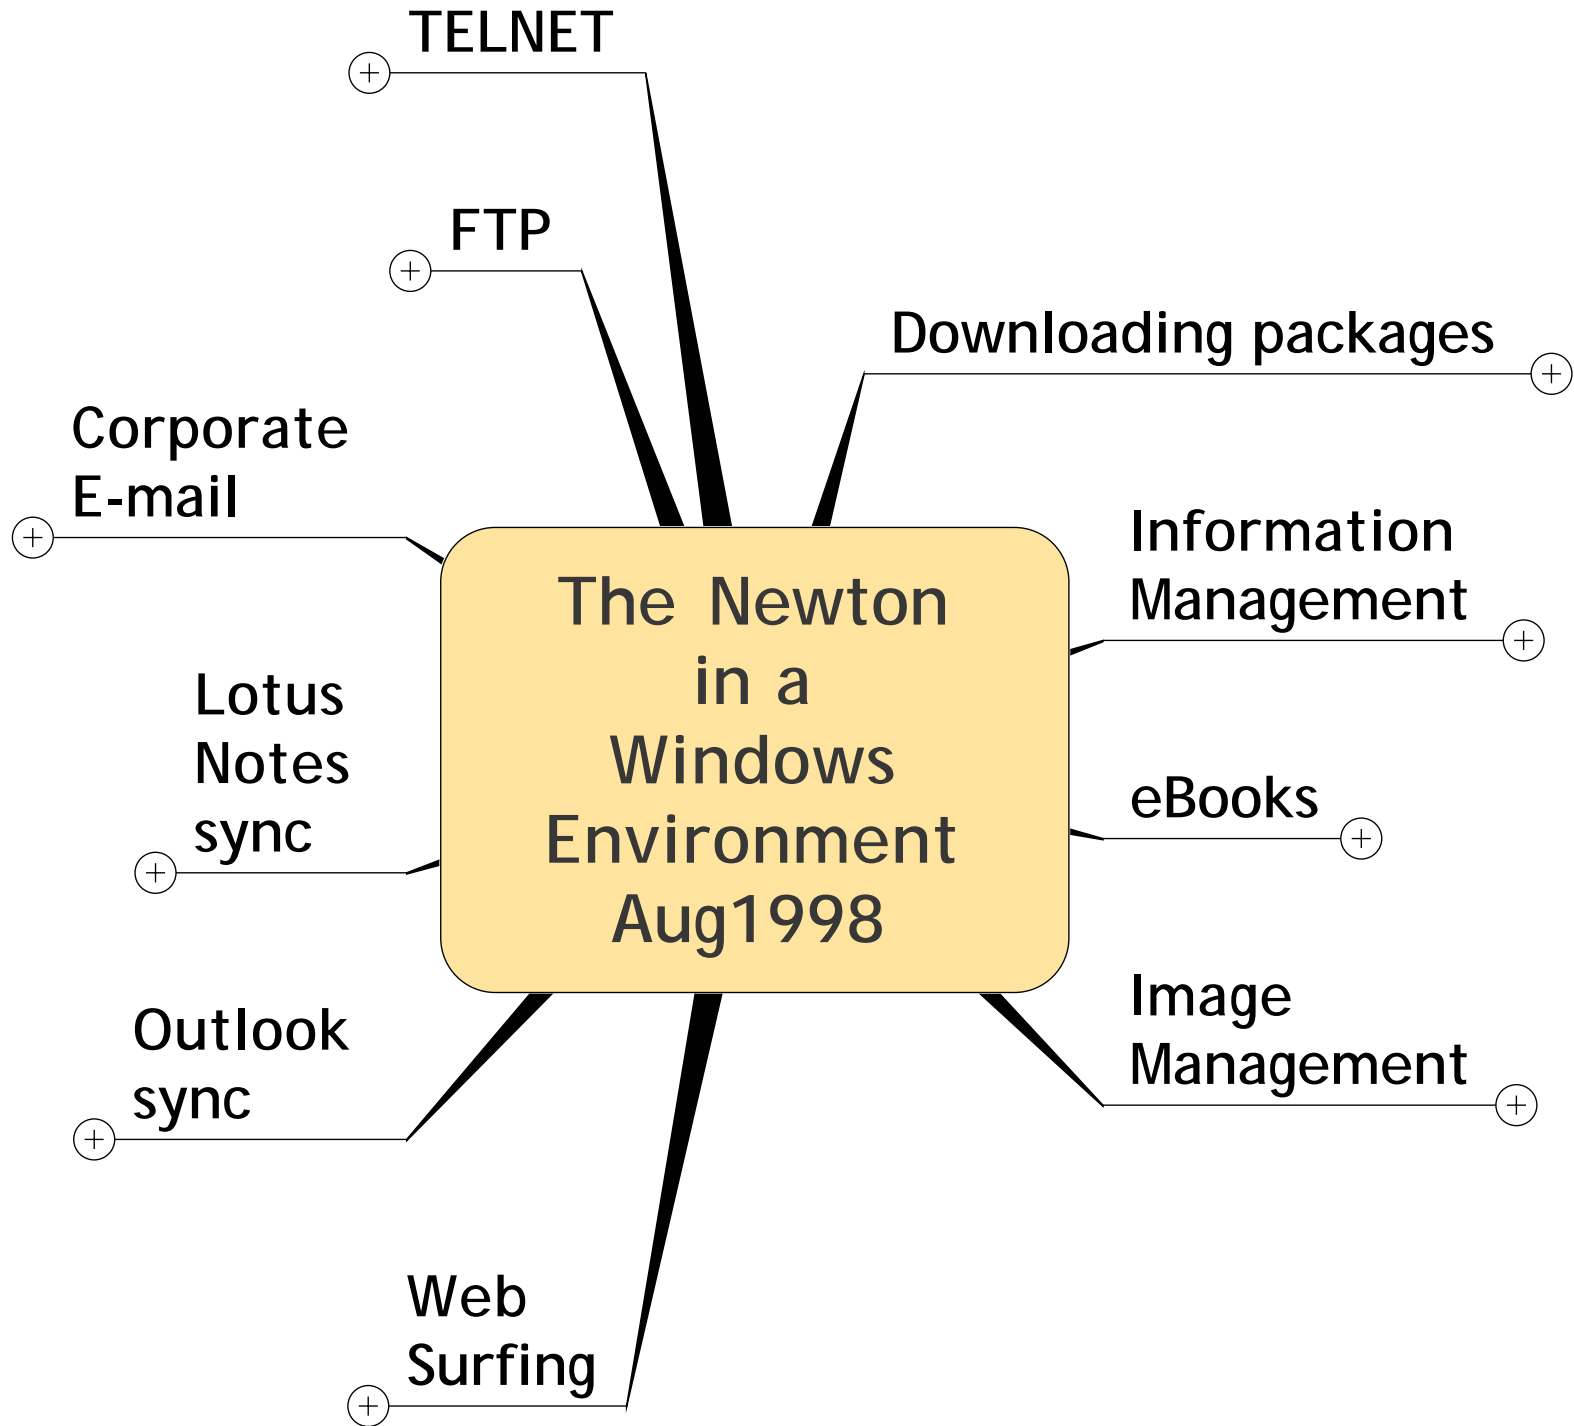 TELNET
FTP
Downloading packages
Corporate
E-mail
Information
Management
The Newton
in a
Windows
Environment
Aug1998
Lotus
Notes
sync
eBooks
Outlook
sync
Image
Management
Web
Surfing